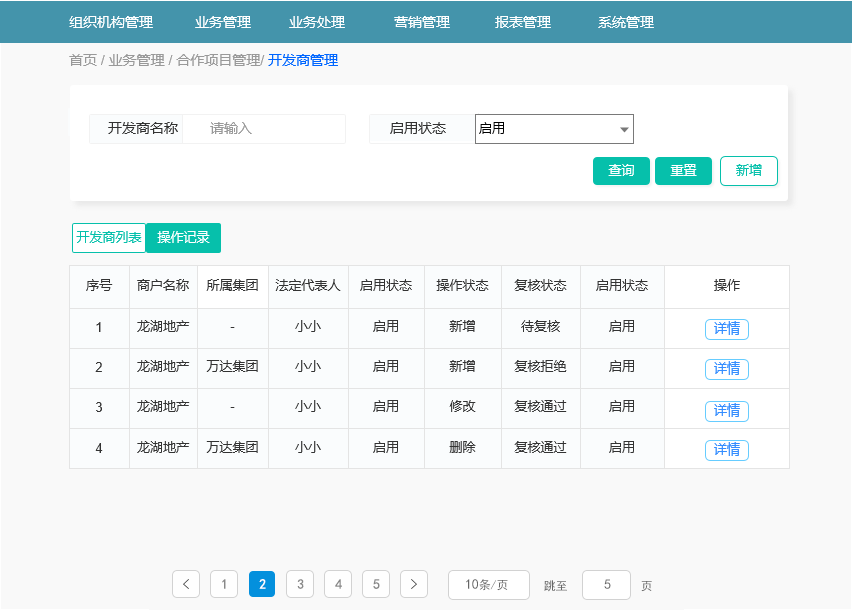 组织机构管理 业务管理 业务处理 营销管理 报表管理 系统管理
首页 / 业务管理 / 合作项目管理/ 开发商管理
开发商名称 请输入 启用状态 启用
查询 重置 新增
开发商列表 操作记录
序号 商户名称 所属集团 法定代表人 启用状态 操作状态 复核状态 启用状态 操作
1 龙湖地产 - 小小 启用 新增 待复核 启用 详情
2 龙湖地产 万达集团 小小 启用 新增 复核拒绝 启用 详情
3 龙湖地产 - 小小 启用 修改 复核通过 启用 详情
4 龙湖地产 万达集团 小小 启用 删除 复核通过 启用 详情
< 1 2 3 4 5 > 10条/页 跳至 5 页